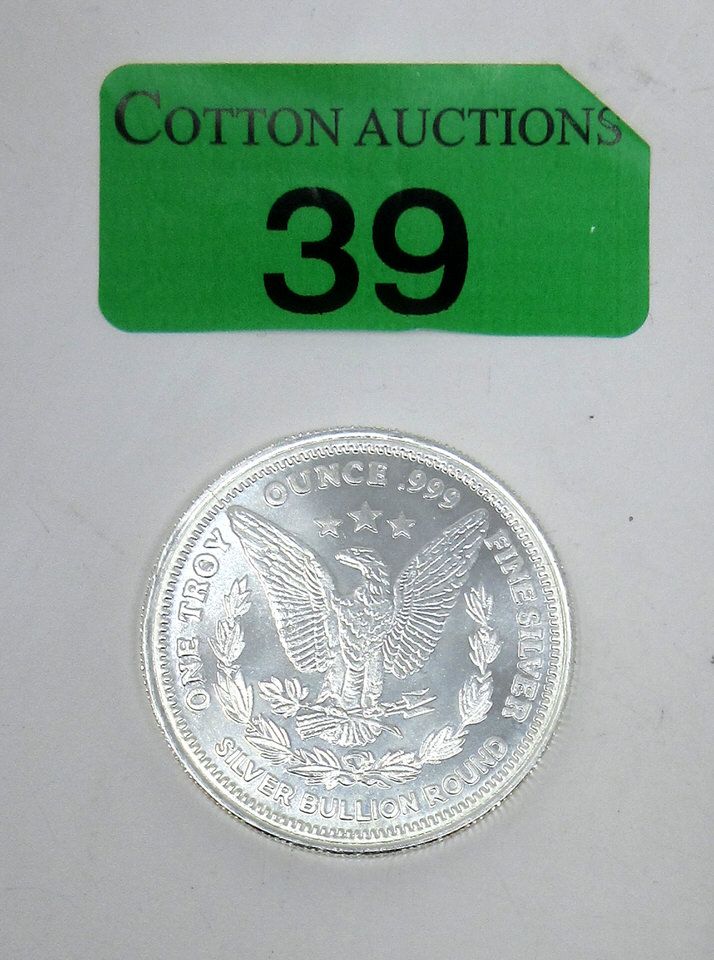 COTTON AUCTIONS
39
ONE TROY OUNCE .999 FINE SILVER
SILVER BULLION ROUND